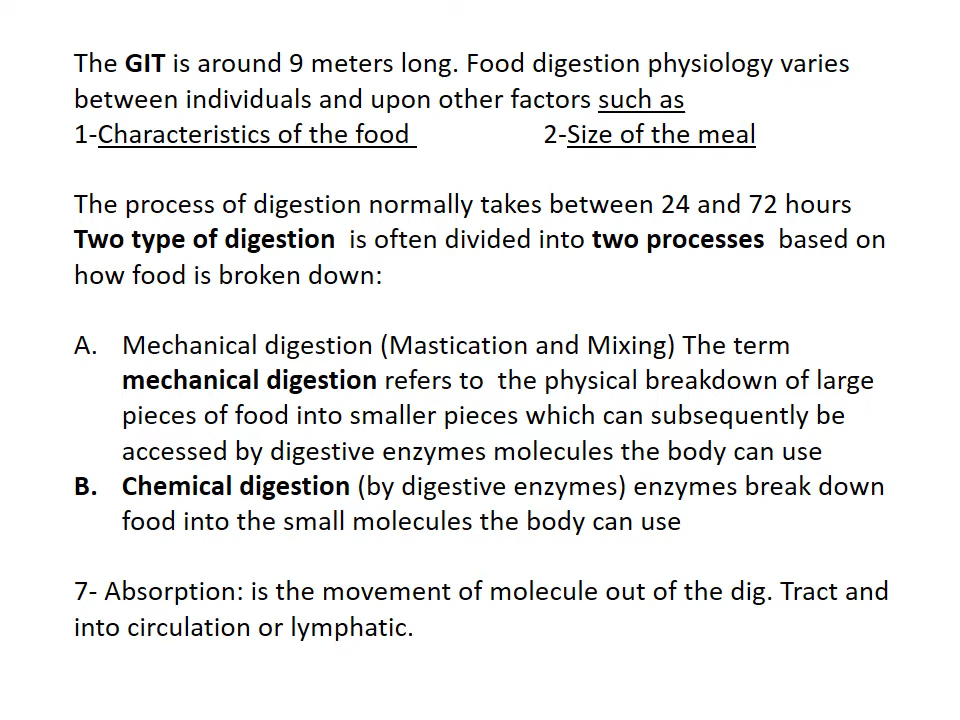 The GIT is around 9 meters long. Food digestion physiology varies
between individuals and upon other factors such as
1-Characteristics of the food 2-Size of the meal
The process of digestion normally takes between 24 and 72 hours
Two type of digestion is often divided into two processes based on
how food is broken down:
A. Mechanical digestion (Mastication and Mixing) The term
mechanical digestion refers to the physical breakdown of large
pieces of food into smaller pieces which can subsequently be
accessed by digestive enzymes molecules the body can use
B. Chemical digestion (by digestive enzymes) enzymes break down
food into the small molecules the body can use
7- Absorption: is the movement of molecule out of the dig. Tract and
into circulation or lymphatic.